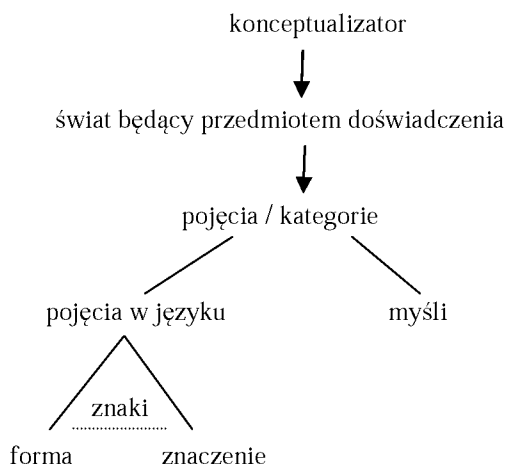 konceptualizator
świat będący przedmiotem doświadczenia
pojęcia / kategorie
pojęcia w języku myśli
znaki
forma znaczenie